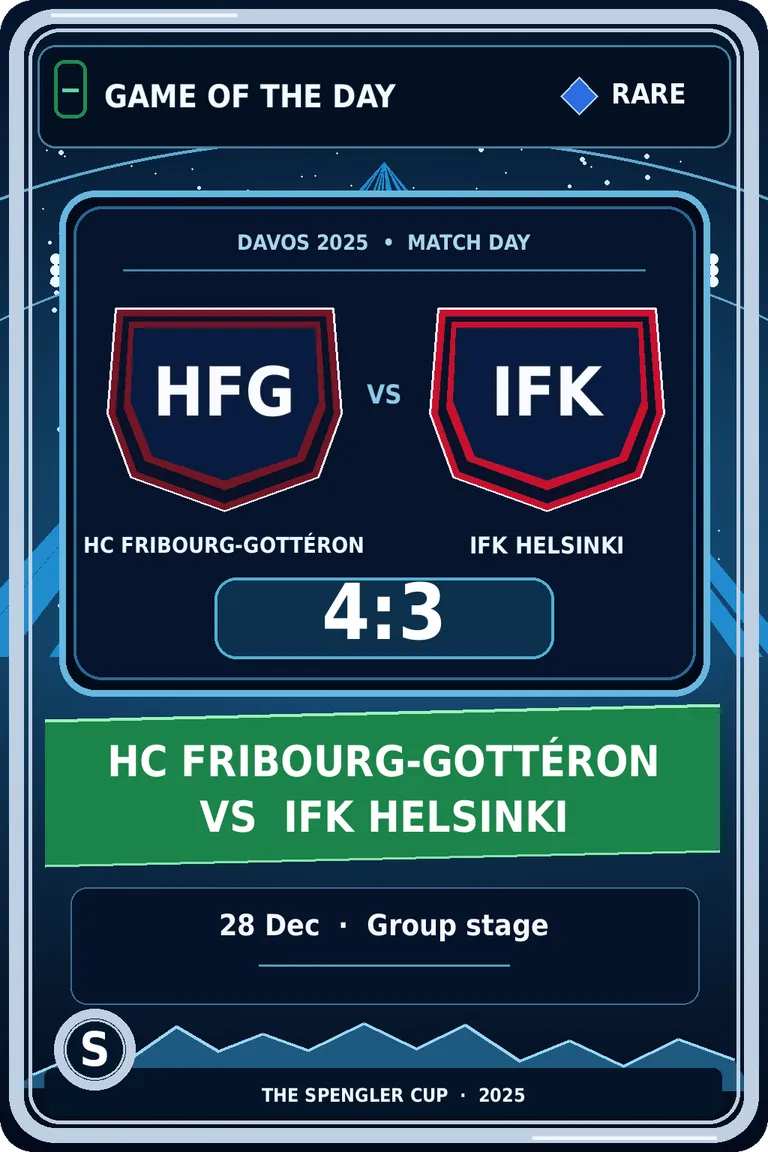 GAME OF THE DAY
RARE
DAVOS 2025 • MATCH DAY
HFG
VS
IFK
HC FRIBOURG-GOTTÉRON
IFK HELSINKI
4:3
HC FRIBOURG-GOTTÉRON
VS IFK HELSINKI
28 Dec · Group stage
S
THE SPENGLER CUP · 2025